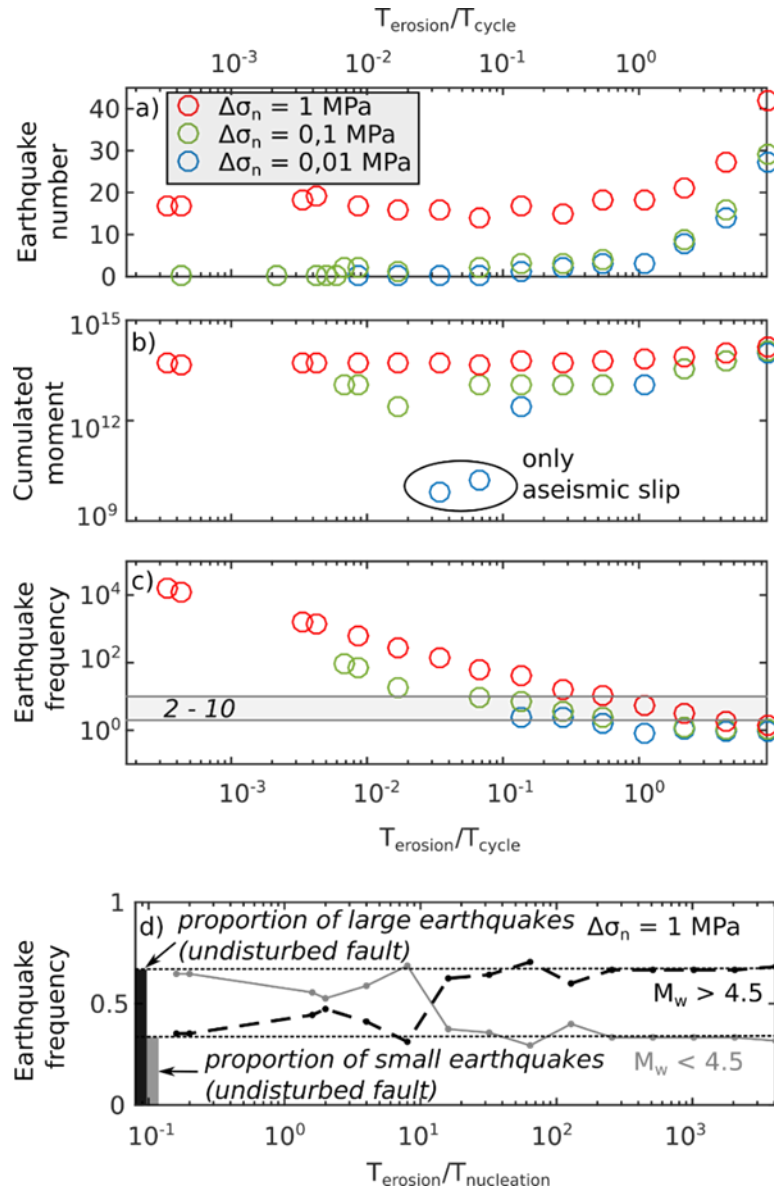 T_erosion/T_cycle
10^-3 10^-2 10^-1 10^0
a)
Δσ_n = 1 MPa
Δσ_n = 0,1 MPa
Δσ_n = 0,01 MPa
Earthquake
number
40
30
20
10
0
b)
Cumulated
moment
10^15
10^12
10^9
only
aseismic slip
c)
Earthquake
frequency
10^4
10^2
10^0
2 - 10
10^-3 10^-2 10^-1 10^0
T_erosion/T_cycle
d)
Earthquake
frequency
1
0.5
0
proportion of large earthquakes
(undisturbed fault)
Δσ_n = 1 MPa
M_w > 4.5
proportion of small earthquakes
(undisturbed fault)
M_w < 4.5
10^-1 10^0 10^1 10^2 10^3
T_erosion/T_nucleation